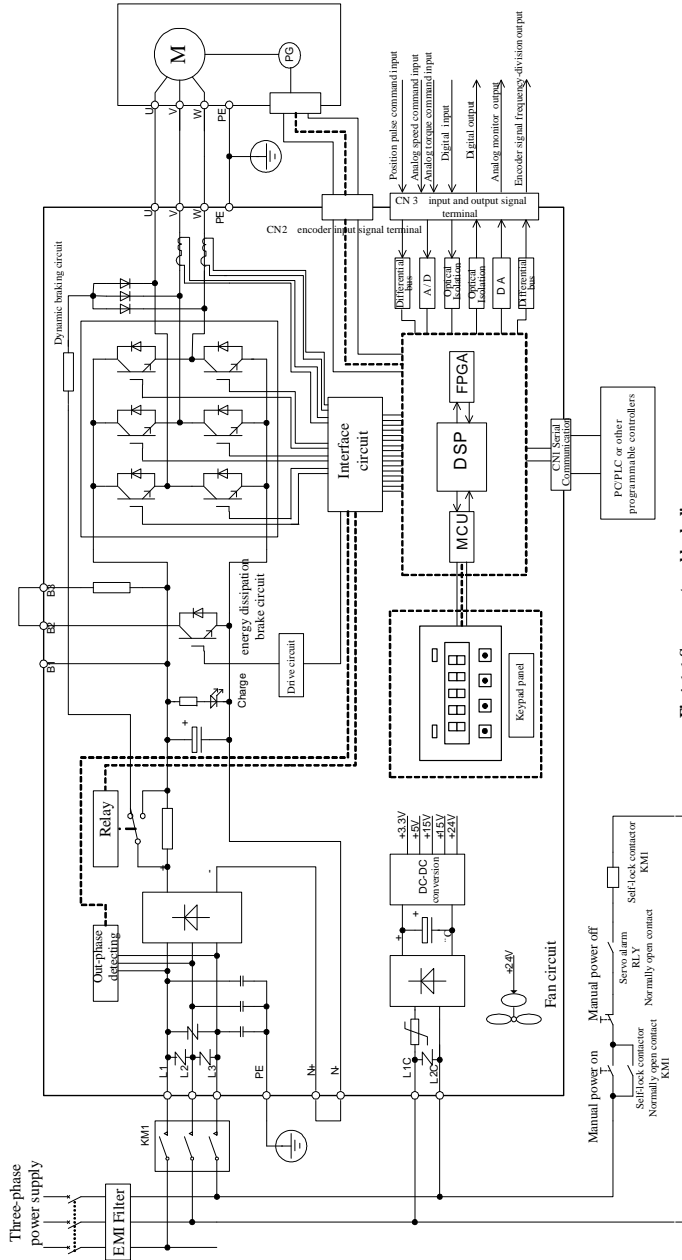 Three-phase
power supply
EMI Filter
KM1
L1
L2
L3
PE
N+
N-
L1C
L2C
Out-phase
detecting
Relay
+
-
+
Charge
B1
B2
B3
energy dissipation
brake circuit
Drive circuit
Dynamic braking circuit
Interface
circuit
U
V
W
PE
U
V
W
PE
M
PG
CN2 encoder input signal terminal
CN 3 input and output signal
terminal
Position pulse command input
Analog speed command input
Analog torque command input
Digital input
Digital output
Analog monitor output
Encoder signal frequency-division output
Differential
bus
A/D
Optical
Isolation
Optical
Isolation
D A
Differential
bus
MCU
DSP
FPGA
CN1 Serial
Communication
PC/PLC or other
programmable controllers
Keypad panel
+
+
DC-DC
conversion
+3.3V
+5V
+15V
+15V
+24V
+24V
Fan circuit
Manual power on
Self-lock contactor
Normally open contact
KM1
Manual power off
Servo alarm
RLY
Normally open contact
Self-lock contactor
KM1